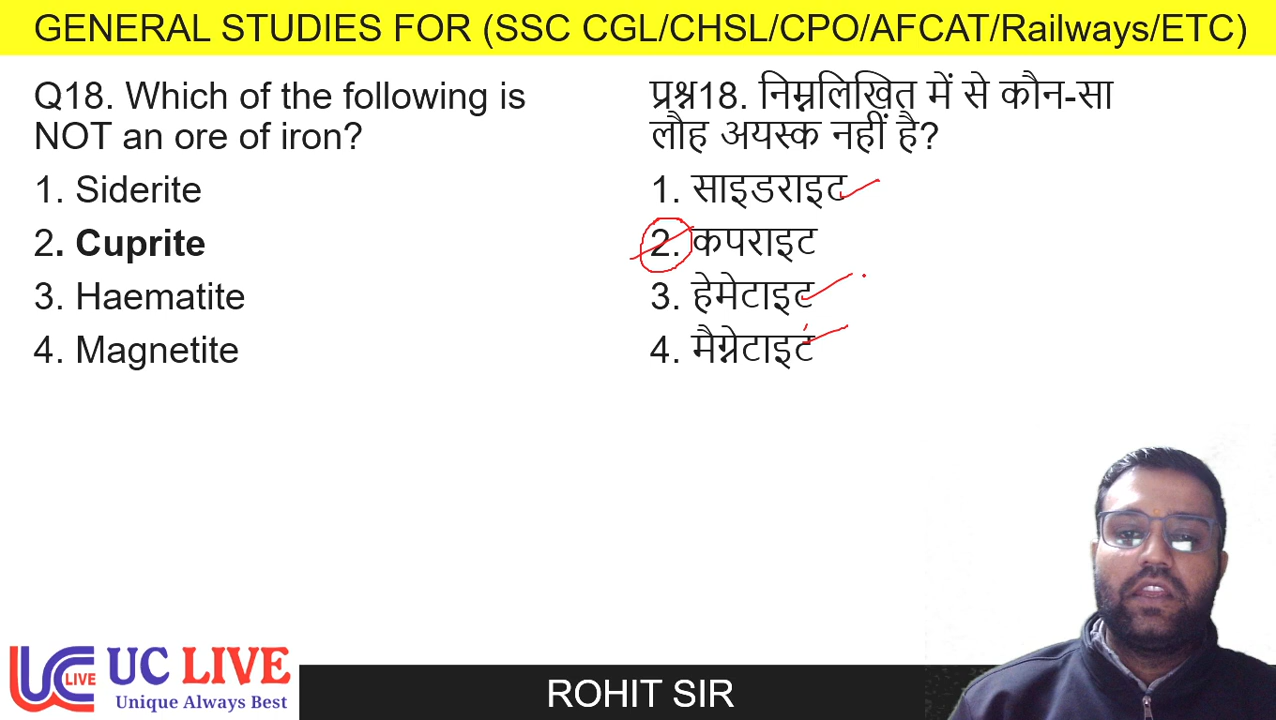 GENERAL STUDIES FOR (SSC CGL/CHSL/CPO/AFCAT/Railways/ETC)
Q18. Which of the following is
NOT an ore of iron?
1. Siderite
2. Cuprite
3. Haematite
4. Magnetite
प्रश्न18. निम्नलिखित में से कौन-सा
लौह अयस्क नहीं है?
1. साइडराइट
2. कपराइट
3. हेमेटाइट
4. मैग्नेटाइट
UC LIVE
LIVE
Unique Always Best
ROHIT SIR